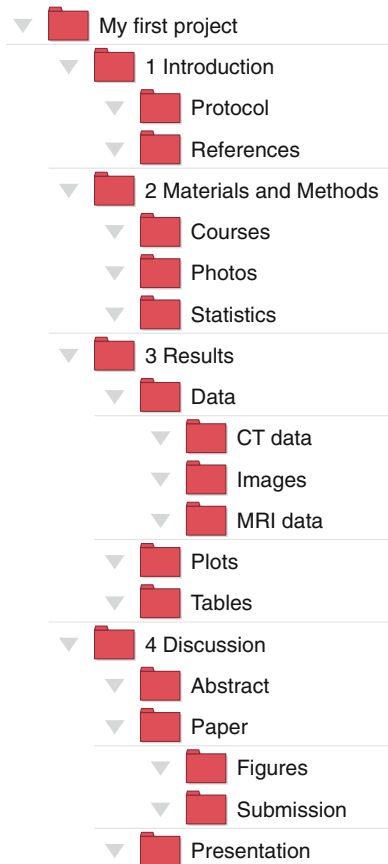 My first project
1 Introduction
Protocol
References
2 Materials and Methods
Courses
Photos
Statistics
3 Results
Data
CT data
Images
MRI data
Plots
Tables
4 Discussion
Abstract
Paper
Figures
Submission
Presentation